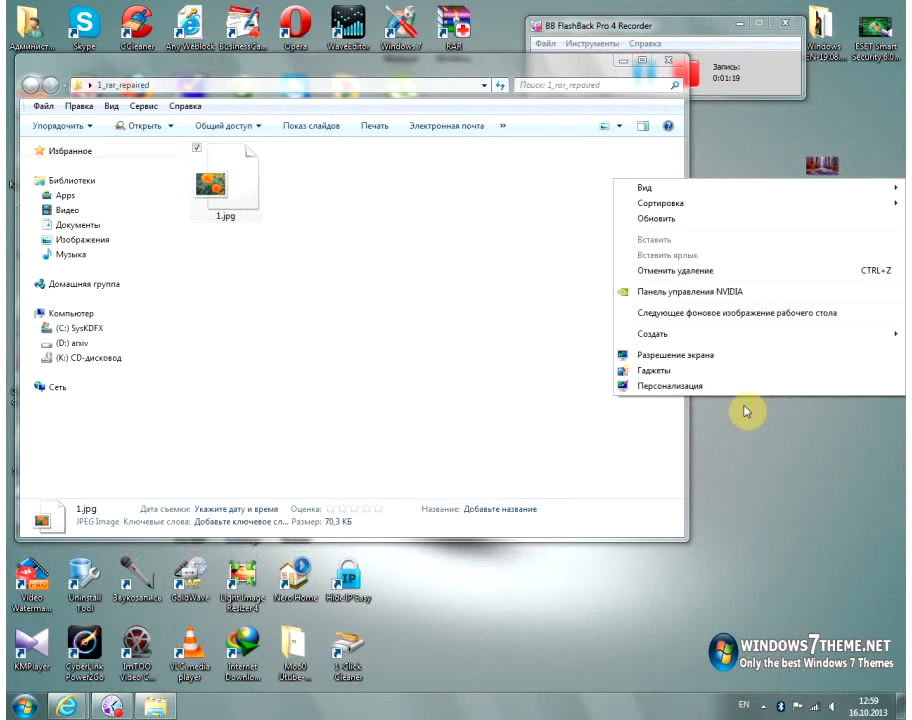 Админист...
Skype
CCleaner
Any Weblock
BusinessCa...
Opera
WaveEditor
Windows 7
RAR
BB FlashBack Pro 4 Recorder
Файл Инструменты Справка
Запись:
0:01:19
Windows
ESET Smart
Security 6.0...
1_rar_repaired
Поиск: 1_rar_repaired
Файл Правка Вид Сервис Справка
Упорядочить Открыть Общий доступ Показ слайдов Печать Электронная почта »
Избранное
Библиотеки
Apps
Видео
Документы
Изображения
Музыка
Домашняя группа
Компьютер
(C:) SysKDFX
(D:) arxiv
(K:) CD-дисковод
Сеть
1.jpg
Вид
Сортировка
Обновить
Вставить
Вставить ярлык
Отменить удаление CTRL+Z
Панель управления NVIDIA
Следующее фоновое изображение рабочего стола
Создать
Разрешение экрана
Гаджеты
Персонализация
1.jpg Дата съемки: Укажите дату и время Оценка: Название: Добавьте название
JPEG Image Ключевые слова: Добавьте ключевое сл... Размер: 70,3 КБ
Video
Waterma...
Uninstall
Tool
Звукозапись
GoldWave
Light Image
Resizer 4
Nero Home
Hide IP Easy
IP
KMPlayer
CyberLink
Power2Go
ImTOO
Video C...
VLC media
player
Internet
Downlo...
Moo0
Utube-...
1-Click
Cleaner
WINDOWS7THEME.NET
Only the best Windows 7 Themes
EN
12:59
16.10.2013